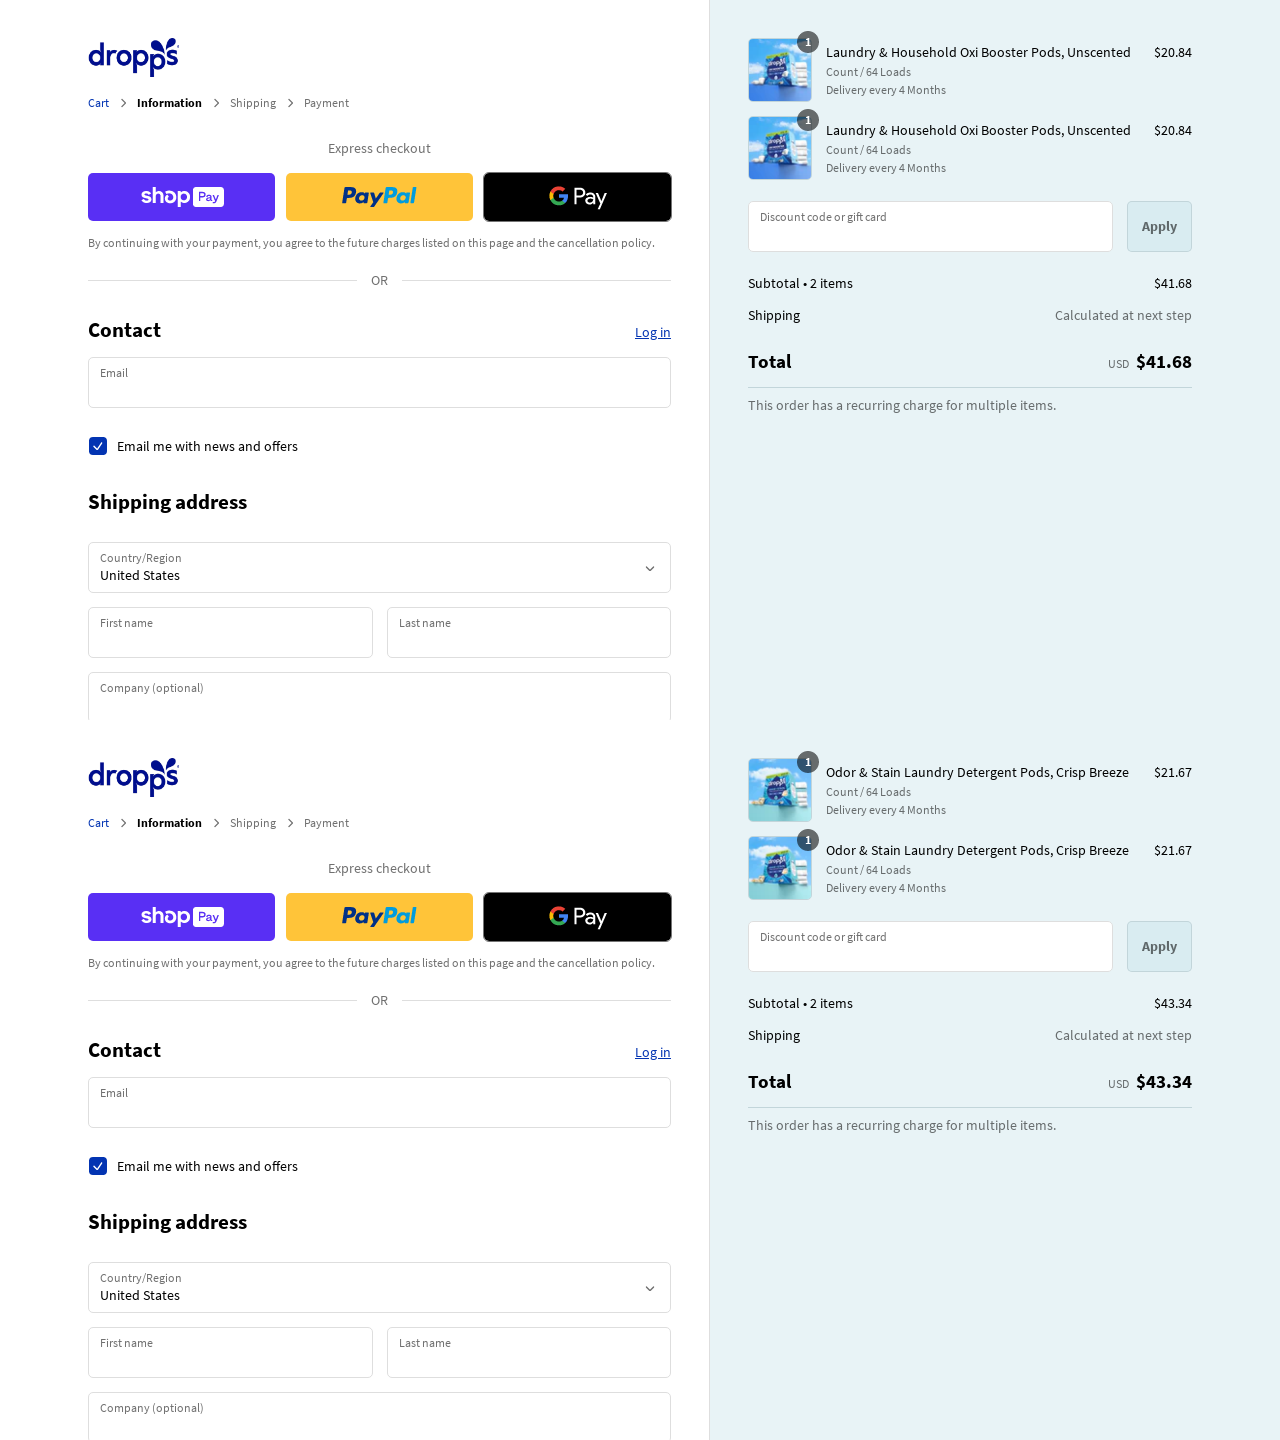 dropps
Cart > Information > Shipping > Payment
Express checkout
shop Pay
PayPal
G Pay
By continuing with your payment, you agree to the future charges listed on this page and the cancellation policy.
OR
Contact
Log in
Email
Email me with news and offers
Shipping address
Country/Region
United States
First name
Last name
Company (optional)
1
Laundry & Household Oxi Booster Pods, Unscented $20.84
Count / 64 Loads
Delivery every 4 Months
1
Laundry & Household Oxi Booster Pods, Unscented $20.84
Count / 64 Loads
Delivery every 4 Months
Discount code or gift card
Apply
Subtotal • 2 items $41.68
Shipping Calculated at next step
Total USD $41.68
This order has a recurring charge for multiple items.
dropps
Cart > Information > Shipping > Payment
Express checkout
shop Pay
PayPal
G Pay
By continuing with your payment, you agree to the future charges listed on this page and the cancellation policy.
OR
Contact
Log in
Email
Email me with news and offers
Shipping address
Country/Region
United States
First name
Last name
Company (optional)
1
Odor & Stain Laundry Detergent Pods, Crisp Breeze $21.67
Count / 64 Loads
Delivery every 4 Months
1
Odor & Stain Laundry Detergent Pods, Crisp Breeze $21.67
Count / 64 Loads
Delivery every 4 Months
Discount code or gift card
Apply
Subtotal • 2 items $43.34
Shipping Calculated at next step
Total USD $43.34
This order has a recurring charge for multiple items.